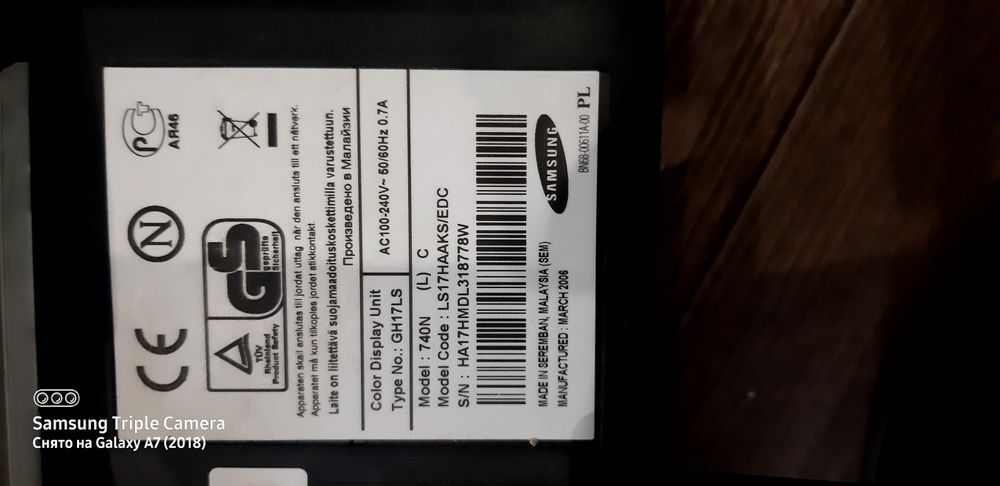 CE
N
PCT
АЯ46
TÜV
Rheinland
Product Safety
GS
geprüfte
Sicherheit
Apparaten skall anslutas till jordat uttag när den ansluts till ett nätverk.
Apparatet må kun tilkoples jordet stikkontakt.
Laite on liitettävä suojamaadoituskoskettimilla varustettuun.
Произведено в Малайзии
Color Display Unit
Type No.: GH17LS
AC100-240V~ 50/60Hz 0.7A
Model : 740N (L) C
Model Code : LS17HAAKS/EDC
S/N : HA17HMDL318778W
MADE IN SEREMBAN, MALAYSIA (SEM)
MANUFACTURED : MARCH 2006
SAMSUNG
BN68-00611A-00 PL
Samsung Triple Camera
Снято на Galaxy A7 (2018)